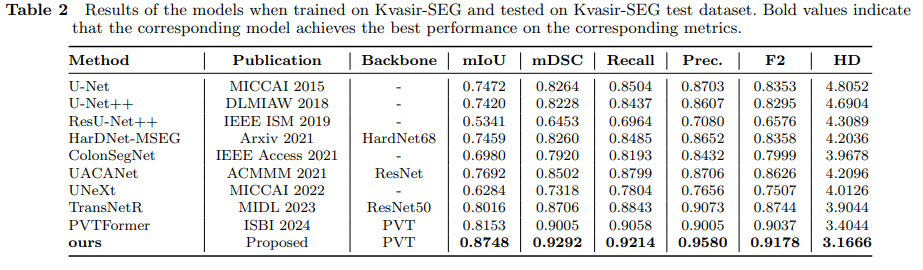 Table 2 Results of the models when trained on Kvasir-SEG and tested on Kvasir-SEG test dataset. Bold values indicate
that the corresponding model achieves the best performance on the corresponding metrics.
Method Publication Backbone mIoU mDSC Recall Prec. F2 HD
U-Net MICCAI 2015 - 0.7472 0.8264 0.8504 0.8703 0.8353 4.8052
U-Net++ DLMIAW 2018 - 0.7420 0.8228 0.8437 0.8607 0.8295 4.6904
ResU-Net++ IEEE ISM 2019 - 0.5341 0.6453 0.6964 0.7080 0.6576 4.3089
HarDNet-MSEG Arxiv 2021 HardNet68 0.7459 0.8260 0.8485 0.8652 0.8358 4.2036
ColonSegNet IEEE Access 2021 - 0.6980 0.7920 0.8193 0.8432 0.7999 3.9678
UACANet ACMMM 2021 ResNet 0.7692 0.8502 0.8799 0.8706 0.8626 4.2096
UNeXt MICCAI 2022 - 0.6284 0.7318 0.7804 0.7656 0.7507 4.0126
TransNetR MIDL 2023 ResNet50 0.8016 0.8706 0.8843 0.9073 0.8744 3.9044
PVTFormer ISBI 2024 PVT 0.8153 0.9005 0.9058 0.9005 0.9037 3.4044
ours Proposed PVT 0.8748 0.9292 0.9214 0.9580 0.9178 3.1666